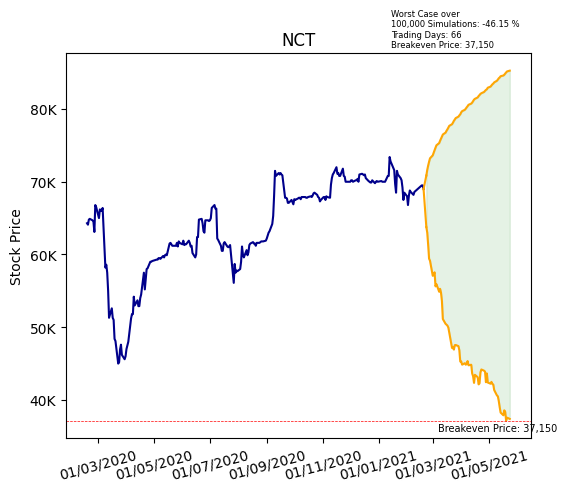 Worst Case over
100,000 Simulations: -46.15 %
Trading Days: 66
Breakeven Price: 37,150
NCT
Stock Price
80K
70K
60K
50K
40K
Breakeven Price: 37,150
01/03/2020
01/05/2020
01/07/2020
01/09/2020
01/11/2020
01/01/2021
01/03/2021
01/05/2021